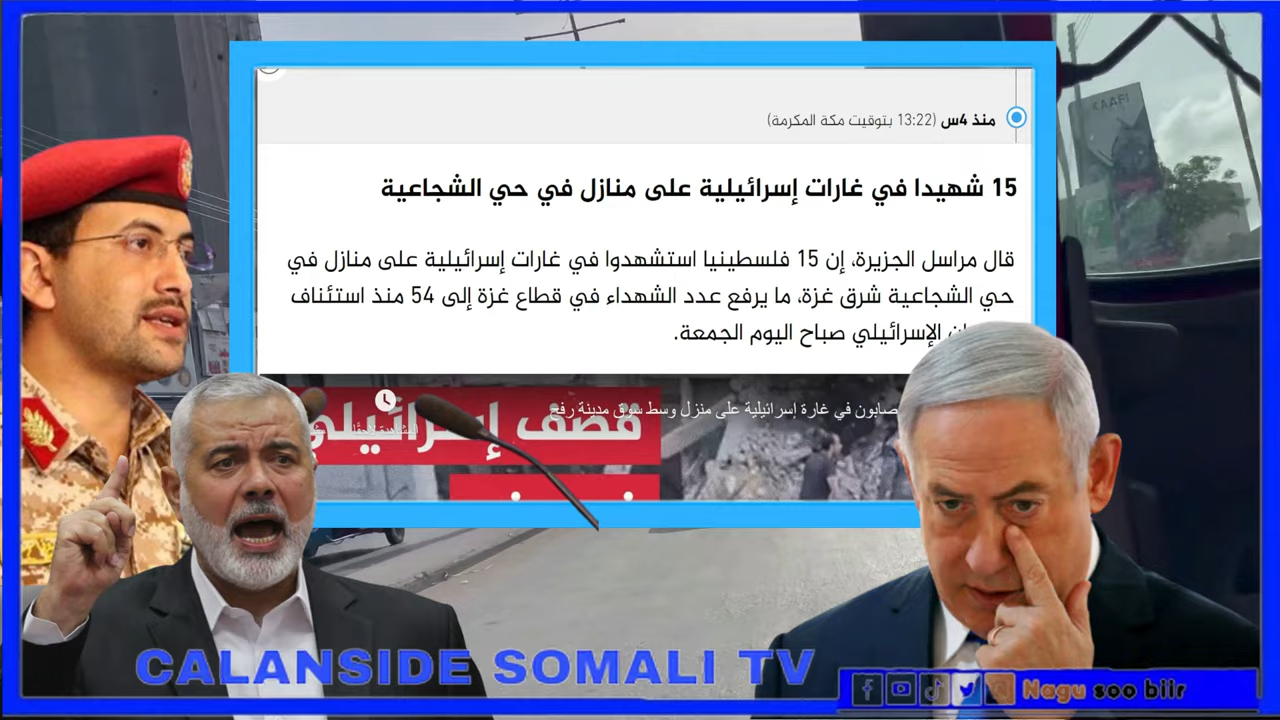 منذ 4س (13:22 بتوقيت مكة المكرمة)
KAAFI
15 شهيدا في غارات إسرائيلية على منازل في حي الشجاعية
قال مراسل الجزيرة، إن 15 فلسطينيا استشهدوا في غارات إسرائيلية على منازل في
حي الشجاعية شرق غزة، ما يرفع عدد الشهداء في قطاع غزة إلى 54 منذ استئناف
الإسرائيلي صباح اليوم الجمعة.
صابون في غارة إسرائيلية على منزل وسط سوق مدينة رفح
قصف إسرائيلي
CALANSIDE SOMALI TV
Nagu soo biir